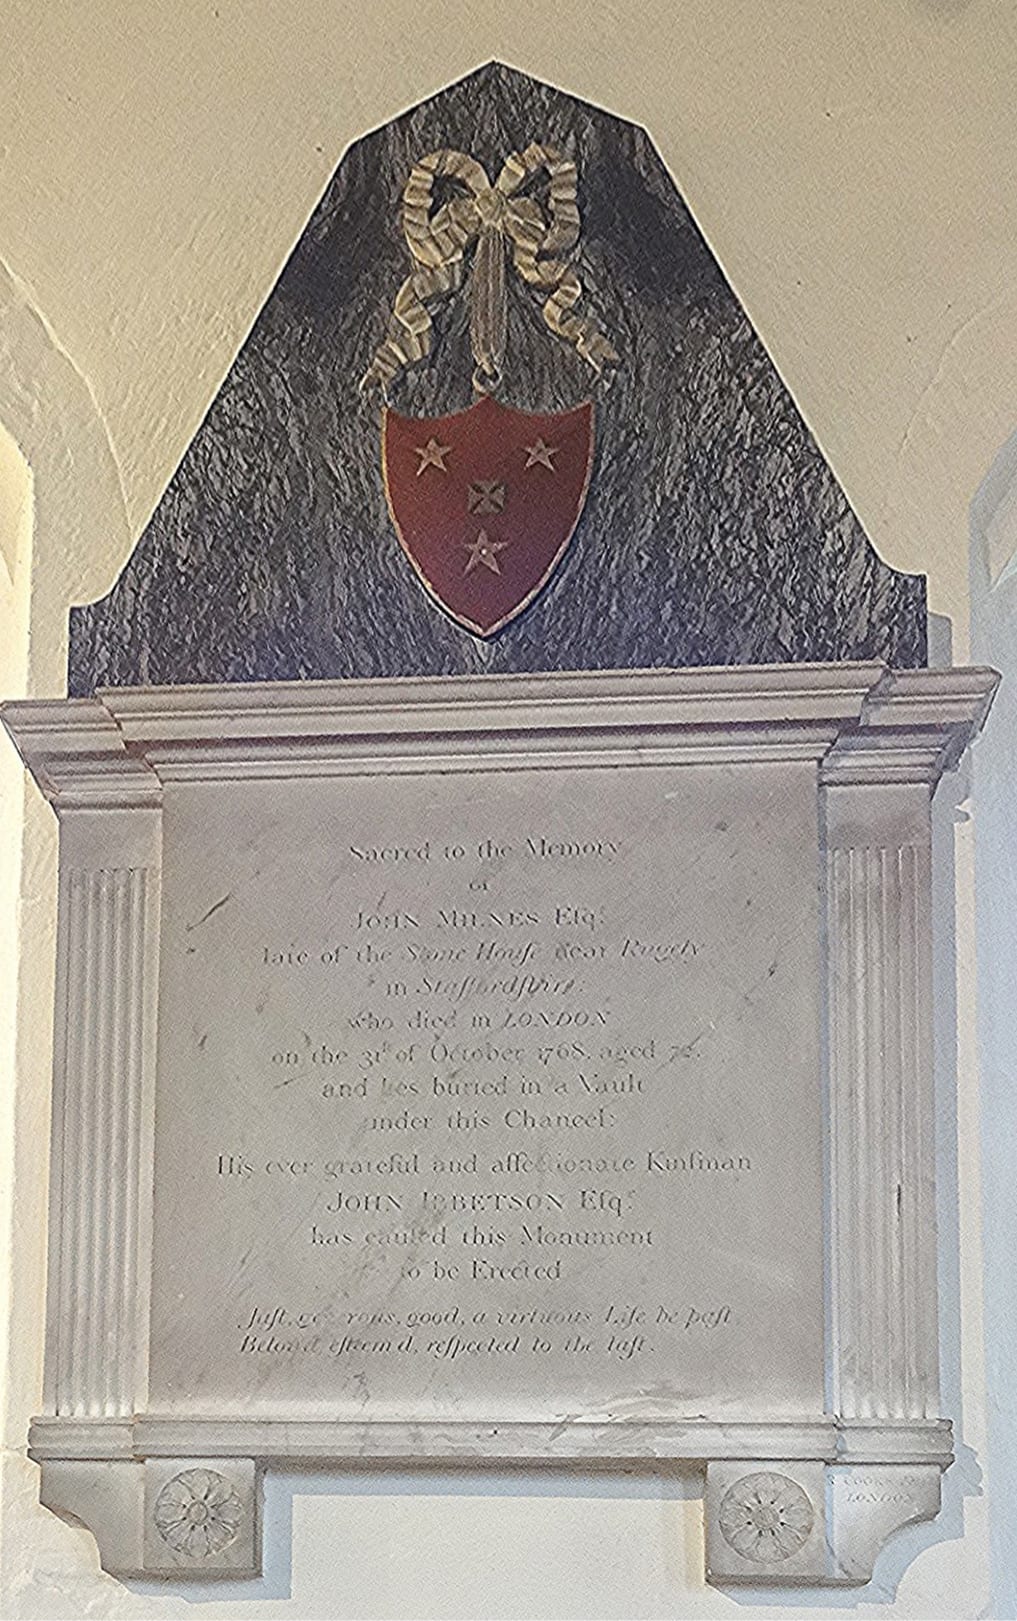 Sacred to the Memory
of
JOHN MILNES Eſqʳ.
late of the Stone Houſe near Rugely
in Staffordſhire:
who died in LONDON
on the 31ˢᵗ of October 1768. aged
and lies buried in a Vault
under this Chancel:
His ever grateful and affectionate Kinſman
JOHN IBBETSON Eſqʳ.
has cauſed this Monument
to be Erected
Juſt, generous, good, a virtuous Life he paſt
Belov'd, eſteem'd, reſpected to the laſt.
COOKE
LONDON